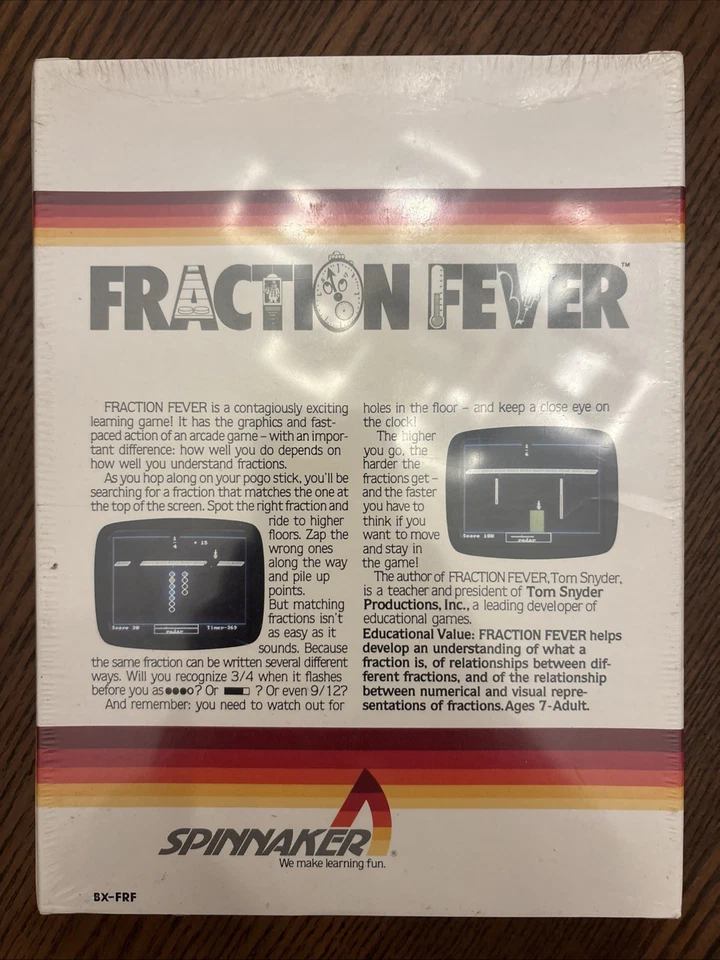 FRACTION FEVER™
FRACTION FEVER is a contagiously exciting
learning game! It has the graphics and fast-
paced action of an arcade game – with an impor-
tant difference: how well you do depends on
how well you understand fractions.
As you hop along on your pogo stick, you'll be
searching for a fraction that matches the one at
the top of the screen. Spot the right fraction and
ride to higher
floors. Zap the
wrong ones
along the way
and pile up
points.
But matching
fractions isn't
as easy as it
sounds. Because
the same fraction can be written several different
ways. Will you recognize 3/4 when it flashes
before you as ●●●○? Or ? Or even 9/12?
And remember: you need to watch out for
4 + 15
Score 30 radar Timer-369
holes in the floor – and keep a close eye on
the clock!
The higher
you go, the
harder the
fractions get –
and the faster
you have to
think if you
want to move
and stay in
the game!
Score 100 radar
The author of FRACTION FEVER, Tom Snyder,
is a teacher and president of Tom Snyder
Productions, Inc., a leading developer of
educational games.
Educational Value: FRACTION FEVER helps
develop an understanding of what a
fraction is, of relationships between dif-
ferent fractions, and of the relationship
between numerical and visual repre-
sentations of fractions. Ages 7-Adult.
SPINNAKER®
We make learning fun.
BX-FRF